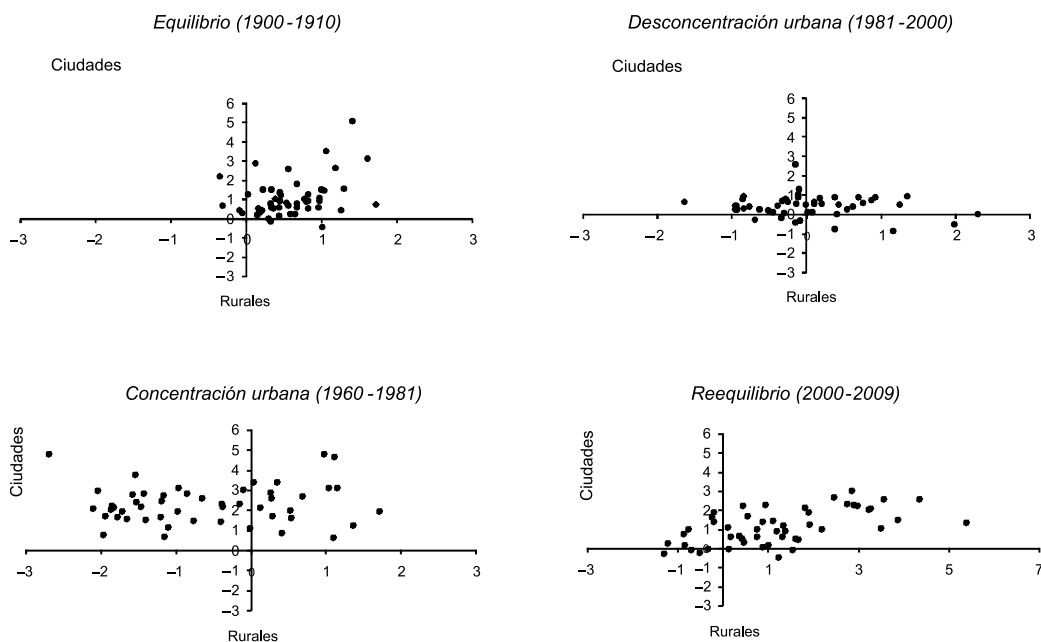 Equilibrio (1900-1910)
Ciudades
6
5
4
3
2
1
0
–3 –2 –1 0 1 2 3
–1
–2
–3
Rurales
Desconcentración urbana (1981-2000)
Ciudades
6
5
4
3
2
1
0
–3 –2 –1 0 1 2 3
–1
–2
–3
Rurales
Concentración urbana (1960-1981)
Ciudades
6
5
4
3
2
1
0
–3 –2 –1 0 1 2 3
–1
–2
–3
Rurales
Reequilibrio (2000-2009)
Ciudades
6
5
4
3
2
1
0
–3 –1 1 3 5 7
–1
–2
–3
Rurales